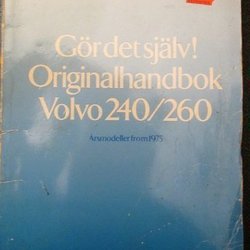 Gör det själv!
Originalhandbok
Volvo 240/260
Årsmodeller from 1975